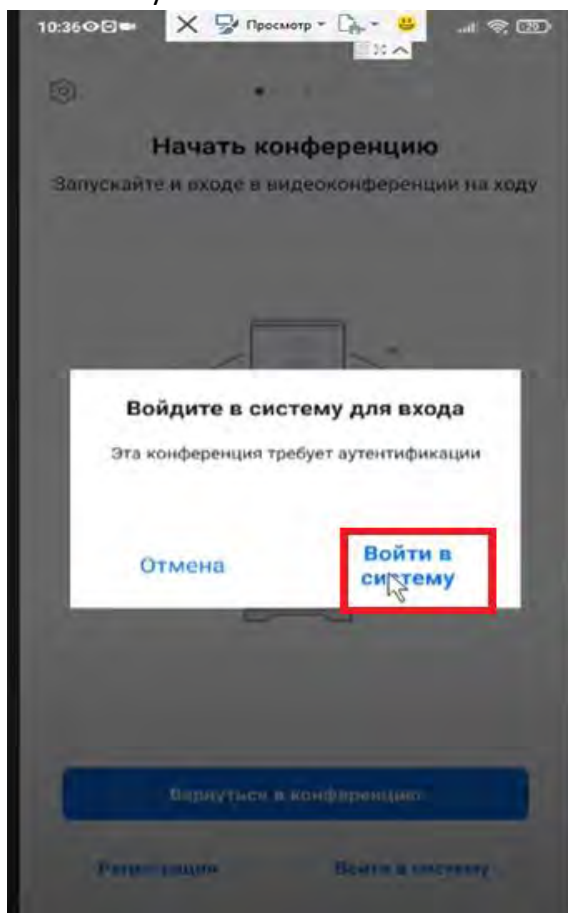 10:36
Просмотр
20
Начать конференцию
Запускайте и входе в видеоконференции на ходу
Войдите в систему для входа
Эта конференция требует аутентификации
Отмена
Войти в
систему
Вернуться в конференцию
Регистрация
Войти в систему